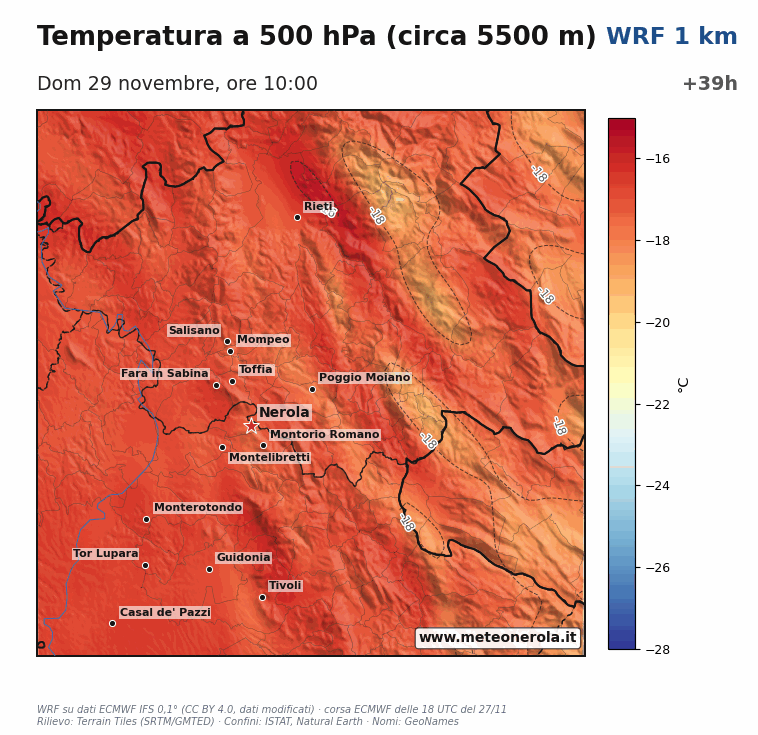 Temperatura a 500 hPa (circa 5500 m) WRF 1 km
Dom 29 novembre, ore 10:00 +39h
-18
Rieti
-18
-18
-18
Salisano
Mompeo
Fara in Sabina
Toffia
Poggio Moiano
Nerola
Montorio Romano
Montelibretti
-18
-18
Monterotondo
-18
Tor Lupara
Guidonia
Tivoli
Casal de' Pazzi
www.meteonerola.it
−16
−18
−20
−22
−24
−26
−28
°C
WRF su dati ECMWF IFS 0,1° (CC BY 4.0, dati modificati) · corsa ECMWF delle 18 UTC del 27/11
Rilievo: Terrain Tiles (SRTM/GMTED) · Confini: ISTAT, Natural Earth · Nomi: GeoNames